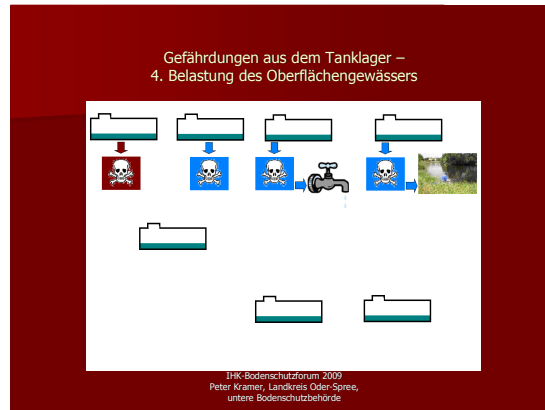 Gefährdungen aus dem Tanklager –
4. Belastung des Oberflächengewässers
IHK-Bodenschutzforum 2009
Peter Kramer, Landkreis Oder-Spree,
untere Bodenschutzbehörde